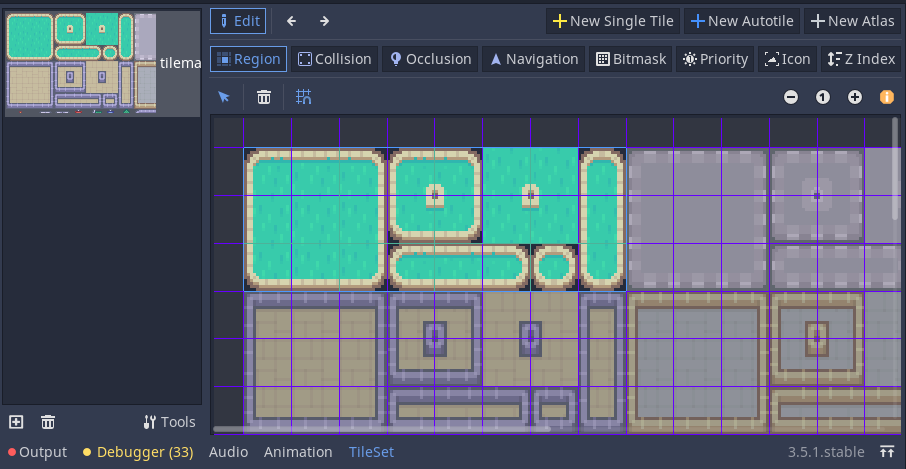 Edit New Single Tile New Autotile New Atlas
Region Collision Occlusion Navigation Bitmask Priority Icon Z Index
1
tilema
Tools
Output Debugger (33) Audio Animation TileSet 3.5.1.stable